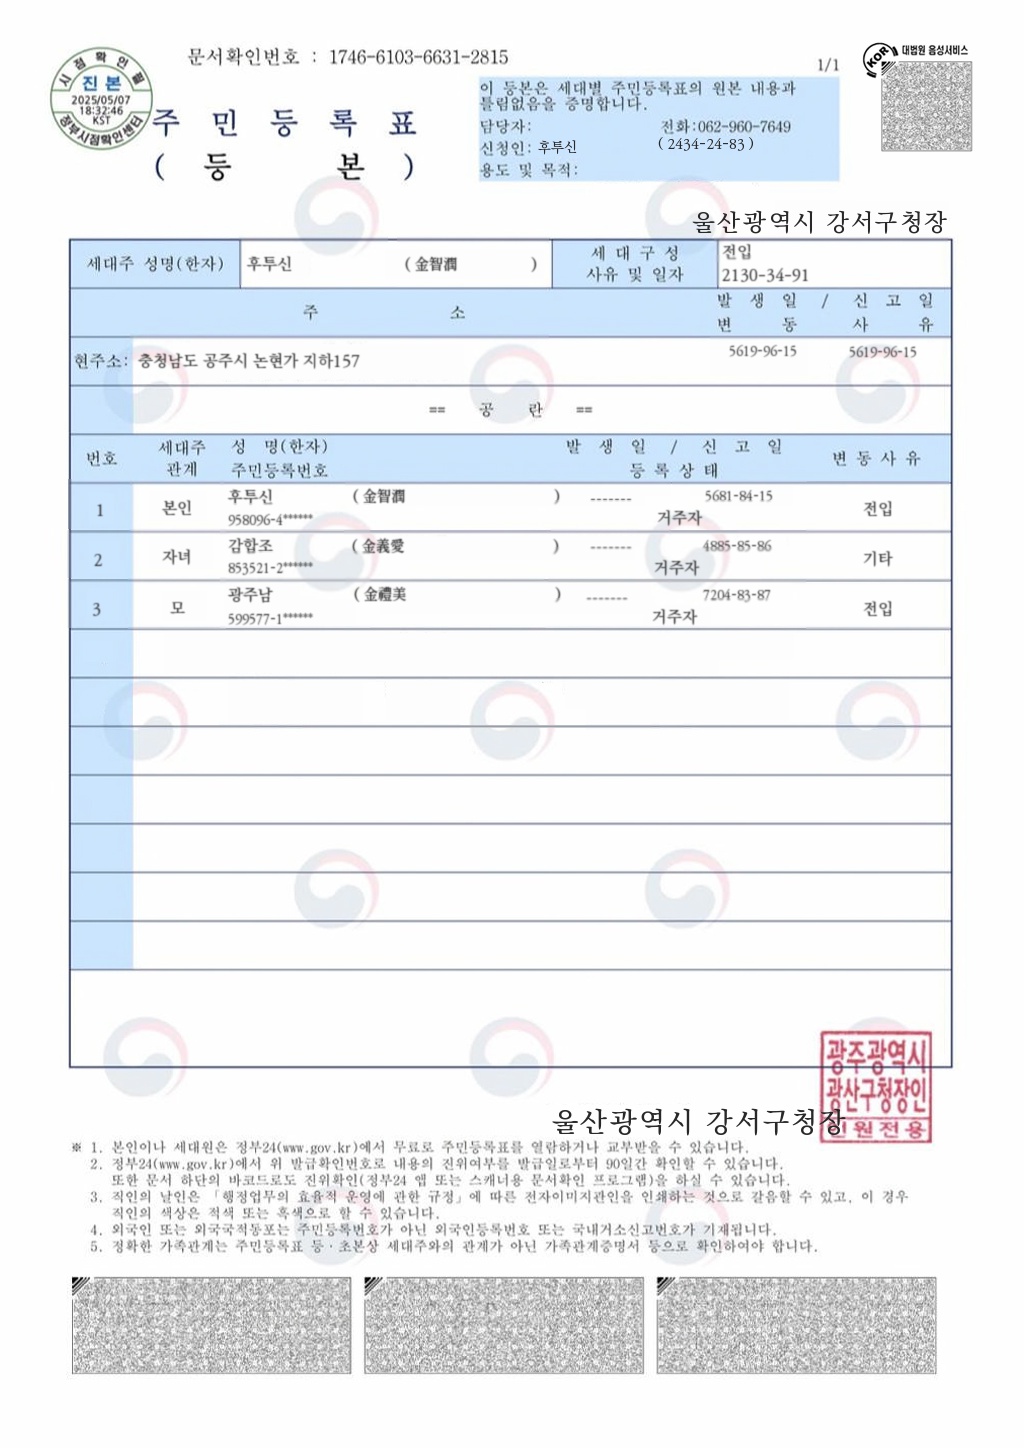 문서확인번호 : 1746-6103-6631-2815
시점확인필
진 본
2025/05/07
18:32:46
KST
정부시점확인센터
주 민 등 록 표
( 등 본 )
1/1
이 등본은 세대별 주민등록표의 원본 내용과
틀림없음을 증명합니다.
담당자: 전화:062-960-7649
신청인: 후투신 ( 2434-24-83 )
용도 및 목적:
KOR 대법원 음성서비스
울산광역시 강서구청장
세대주 성명(한자) 후투신 ( 金智潤 ) 세 대 구 성 전입
사유 및 일자 2130-34-91
주 소 발 생 일 / 신 고 일
변 동 사 유
현주소: 충청남도 공주시 논현가 지하157 5619-96-15 5619-96-15
== 공 란 ==
번호 세대주 성 명(한자) 발 생 일 / 신 고 일 변 동 사 유
관계 주민등록번호 등 록 상 태
1 본인 후투신 ( 金智潤 ) ------- 5681-84-15 전입
958096-4****** 거주자
2 자녀 감합조 ( 金義愛 ) ------- 4885-85-86 기타
853521-2****** 거주자
3 모 광주남 ( 金禮美 ) ------- 7204-83-87 전입
599577-1****** 거주자
광주광역시
광산구청장인
민원전용
울산광역시 강서구청장
※ 1. 본인이나 세대원은 정부24(www.gov.kr)에서 무료로 주민등록표를 열람하거나 교부받을 수 있습니다.
2. 정부24(www.gov.kr)에서 위 발급확인번호로 내용의 진위여부를 발급일로부터 90일간 확인할 수 있습니다.
또한 문서 하단의 바코드로도 진위확인(정부24 앱 또는 스캐너용 문서확인 프로그램)을 하실 수 있습니다.
3. 직인의 날인은 「행정업무의 효율적 운영에 관한 규정」에 따른 전자이미지관인을 인쇄하는 것으로 갈음할 수 있고, 이 경우
직인의 색상은 적색 또는 흑색으로 할 수 있습니다.
4. 외국인 또는 외국국적동포는 주민등록번호가 아닌 외국인등록번호 또는 국내거소신고번호가 기재됩니다.
5. 정확한 가족관계는 주민등록표 등·초본상 세대주와의 관계가 아닌 가족관계증명서 등으로 확인하여야 합니다.